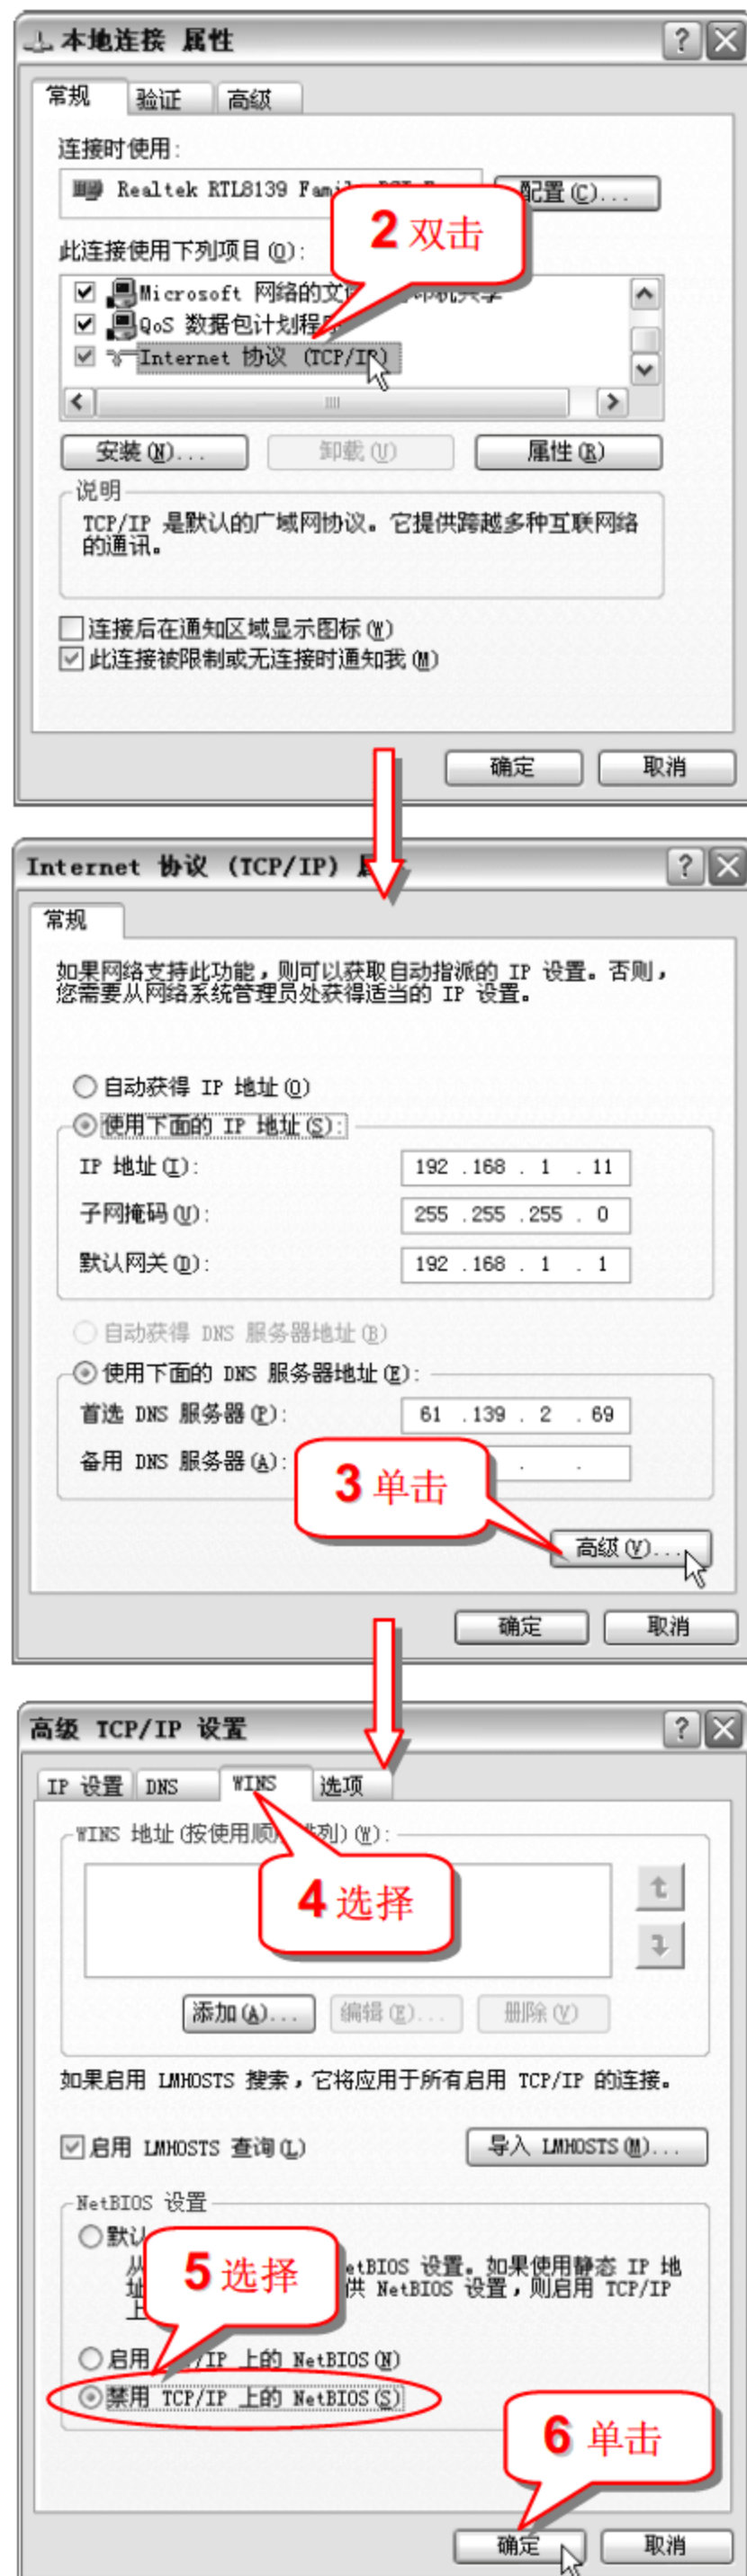 本地连接 属性
常规 验证 高级
连接时使用:
Realtek RTL8139
配置(C)...
2 双击
此连接使用下列项目(O):
Microsoft 网络的文
QoS 数据包计划程序
Internet 协议 (TCP/IP)
安装(N)... 卸载(U) 属性(R)
说明
TCP/IP 是默认的广域网协议。它提供跨越多种互联网络
的通讯。
连接后在通知区域显示图标(W)
此连接被限制或无连接时通知我(M)
确定 取消
Internet 协议 (TCP/IP)
常规
如果网络支持此功能,则可以获取自动指派的 IP 设置。否则,
您需要从网络系统管理员处获得适当的 IP 设置。
自动获得 IP 地址(O)
使用下面的 IP 地址(S):
IP 地址(I): 192 .168 . 1 . 11
子网掩码(U): 255 .255 .255 . 0
默认网关(D): 192 .168 . 1 . 1
自动获得 DNS 服务器地址(B)
使用下面的 DNS 服务器地址(E):
首选 DNS 服务器(P): 61 .139 . 2 . 69
备用 DNS 服务器(A): . .
3 单击
高级(V)...
确定 取消
高级 TCP/IP 设置
IP 设置 DNS WINS 选项
WINS 地址(按使用顺 列)(W):
4 选择
添加(A)... 编辑(E)... 删除(V)
如果启用 LMHOSTS 搜索,它将应用于所有启用 TCP/IP 的连接。
启用 LMHOSTS 查询(L) 导入 LMHOSTS(M)...
NetBIOS 设置
默认
从 etBIOS 设置。如果使用静态 IP 地
址 供 NetBIOS 设置,则启用 TCP/IP
上
5 选择
启用 /IP 上的 NetBIOS(N)
禁用 TCP/IP 上的 NetBIOS(S)
6 单击
确定 取消